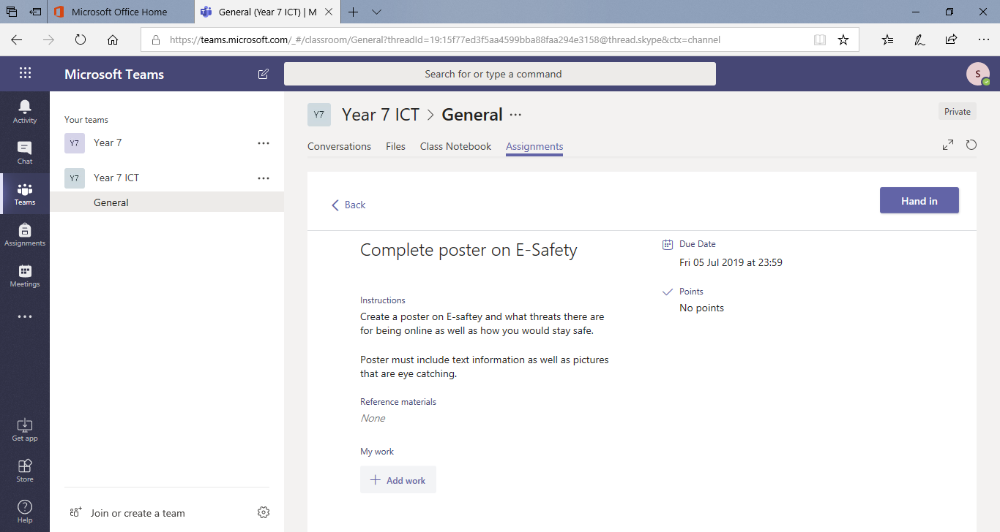 Microsoft Office Home
General (Year 7 ICT) | M
https://teams.microsoft.com/_#/classroom/General?threadId=19:15f77ed3f5aa4599bba88faa294e3158@thread.skype&ctx=channel
Microsoft Teams
Search for or type a command
S
Activity
Chat
Teams
Assignments
Meetings
Get app
Store
Help
Your teams
Y7 Year 7
Y7 Year 7 ICT
General
Join or create a team
Y7 Year 7 ICT > General
Private
Conversations Files Class Notebook Assignments
Back
Hand in
Complete poster on E-Safety
Due Date
Fri 05 Jul 2019 at 23:59
Points
No points
Instructions
Create a poster on E-saftey and what threats there are
for being online as well as how you would stay safe.
Poster must include text information as well as pictures
that are eye catching.
Reference materials
None
My work
+ Add work